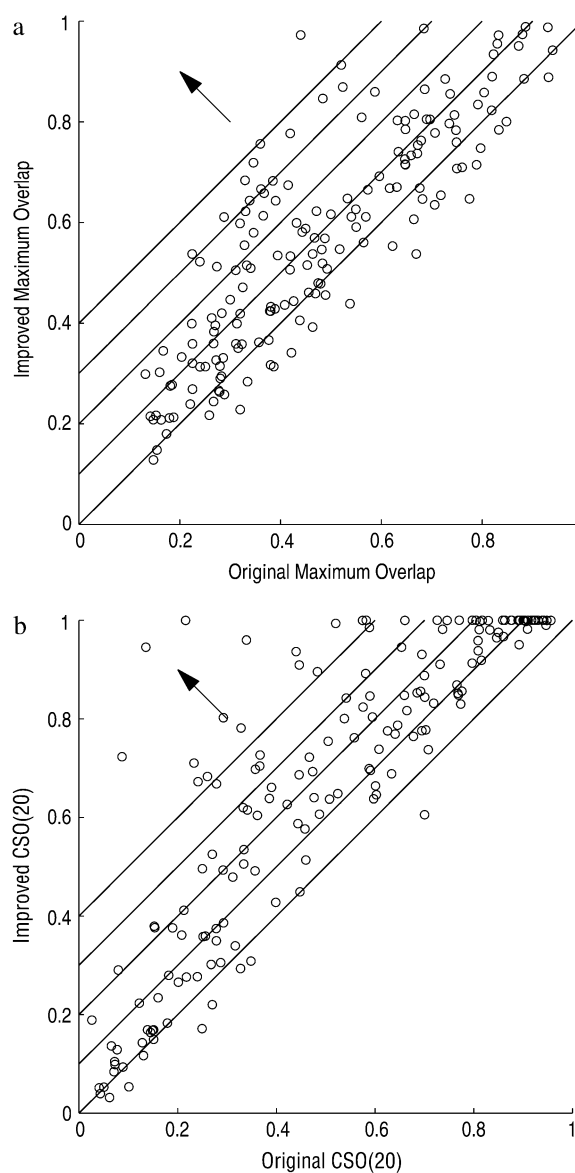 a
1
0.8
0.6
0.4
0.2
0
Improved Maximum Overlap
0 0.2 0.4 0.6 0.8
Original Maximum Overlap
b
1
0.8
0.6
0.4
0.2
0
Improved CSO(20)
0 0.2 0.4 0.6 0.8 1
Original CSO(20)